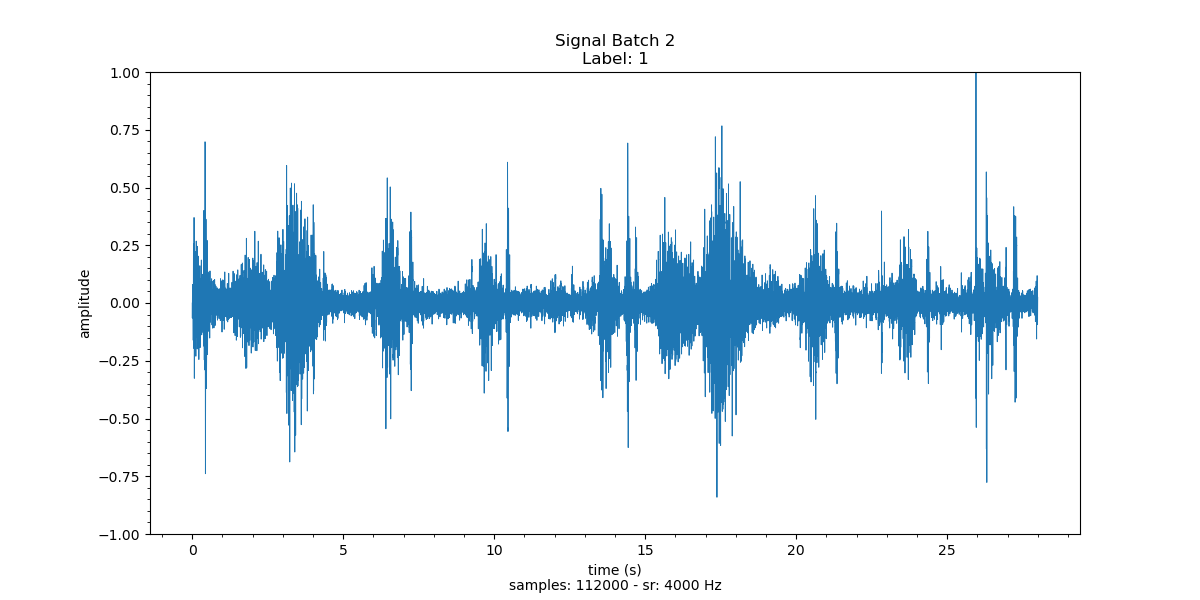 Signal Batch 2
Label: 1
1.00
0.75
0.50
0.25
0.00
−0.25
−0.50
−0.75
−1.00
amplitude
0 5 10 15 20 25
time (s)
samples: 112000 - sr: 4000 Hz